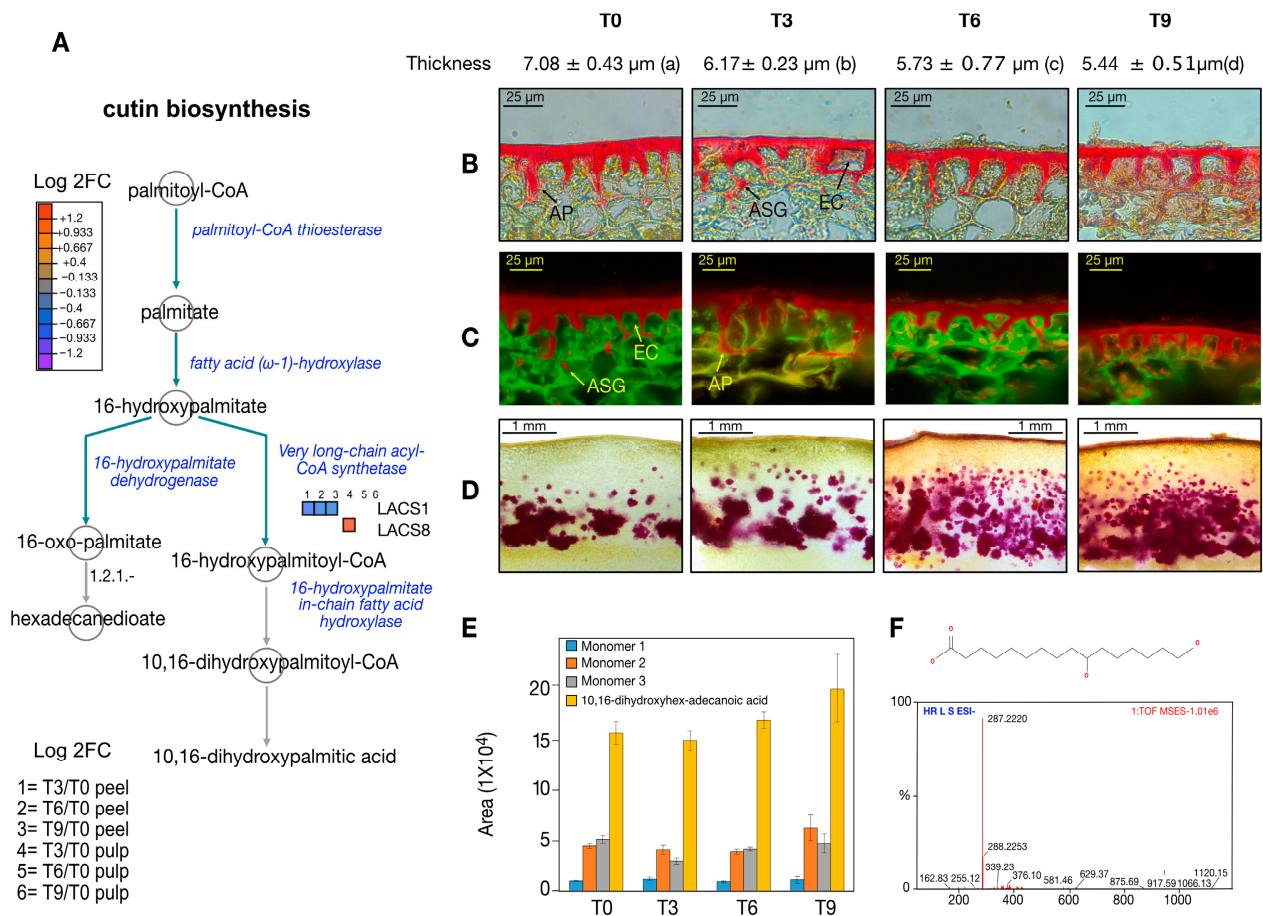 A
T0
T3
T6
T9
Thickness
7.08 ± 0.43 µm (a)
6.17± 0.23 µm (b)
5.73 ± 0.77 µm (c)
5.44 ± 0.51µm(d)
cutin biosynthesis
Log 2FC
+1.2
+0.933
+0.667
+0.4
−0.133
−0.133
−0.4
−0.667
−0.933
−1.2
palmitoyl-CoA
palmitoyl-CoA thioesterase
palmitate
fatty acid (ω-1)-hydroxylase
16-hydroxypalmitate
16-hydroxypalmitate
dehydrogenase
Very long-chain acyl-
CoA synthetase
1 2 3 4 5 6
LACS1
LACS8
16-oxo-palmitate
16-hydroxypalmitoyl-CoA
1.2.1.-
16-hydroxypalmitate
in-chain fatty acid
hydroxylase
hexadecanedioate
10,16-dihydroxypalmitoyl-CoA
10,16-dihydroxypalmitic acid
Log 2FC
1= T3/T0 peel
2= T6/T0 peel
3= T9/T0 peel
4= T3/T0 pulp
5= T6/T0 pulp
6= T9/T0 pulp
B
25 µm
25 µm
25 µm
25 µm
AP
ASG
EC
C
25 µm
25 µm
25 µm
25 µm
EC
ASG
AP
D
1 mm
1 mm
1 mm
1 mm
E
Monomer 1
Monomer 2
Monomer 3
10,16-dihydroxyhex-adecanoic acid
Area (1X10⁴)
20
15
10
5
0
T0
T3
T6
T9
F
O
O
O
O
100
HR L S ESI-
1:TOF MSES-1.01e6
287.2220
%
288.2253
339.23
162.83
255.12
376.10
581.46
629.37
875.69
917.59
1066.13
1120.15
0
200
400
600
800
1000